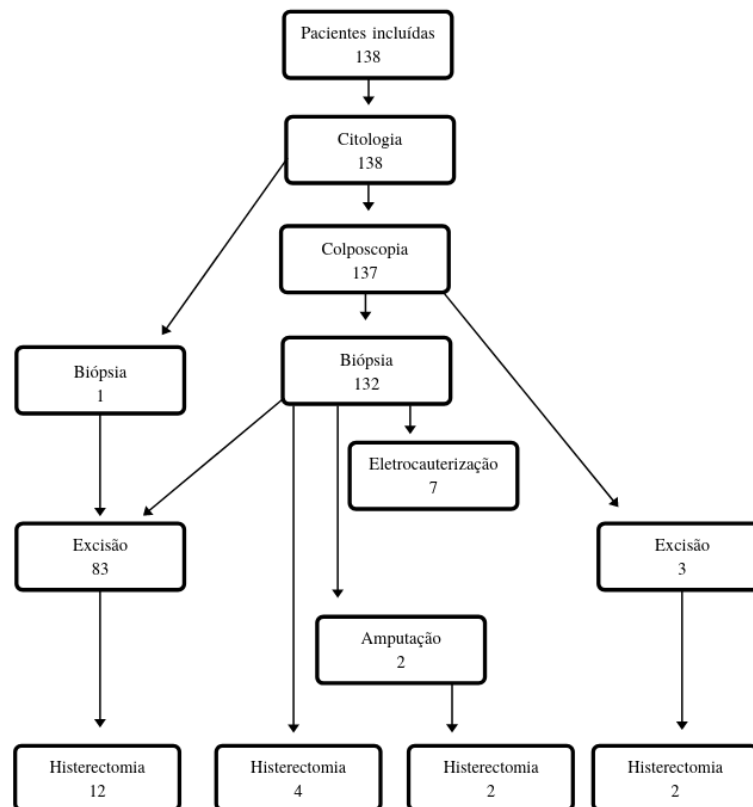 Pacientes incluídas
138
Citologia
138
Colposcopia
137
Biópsia
1
Biópsia
132
Eletrocauterização
7
Excisão
83
Excisão
3
Amputação
2
Histerectomia
12
Histerectomia
4
Histerectomia
2
Histerectomia
2